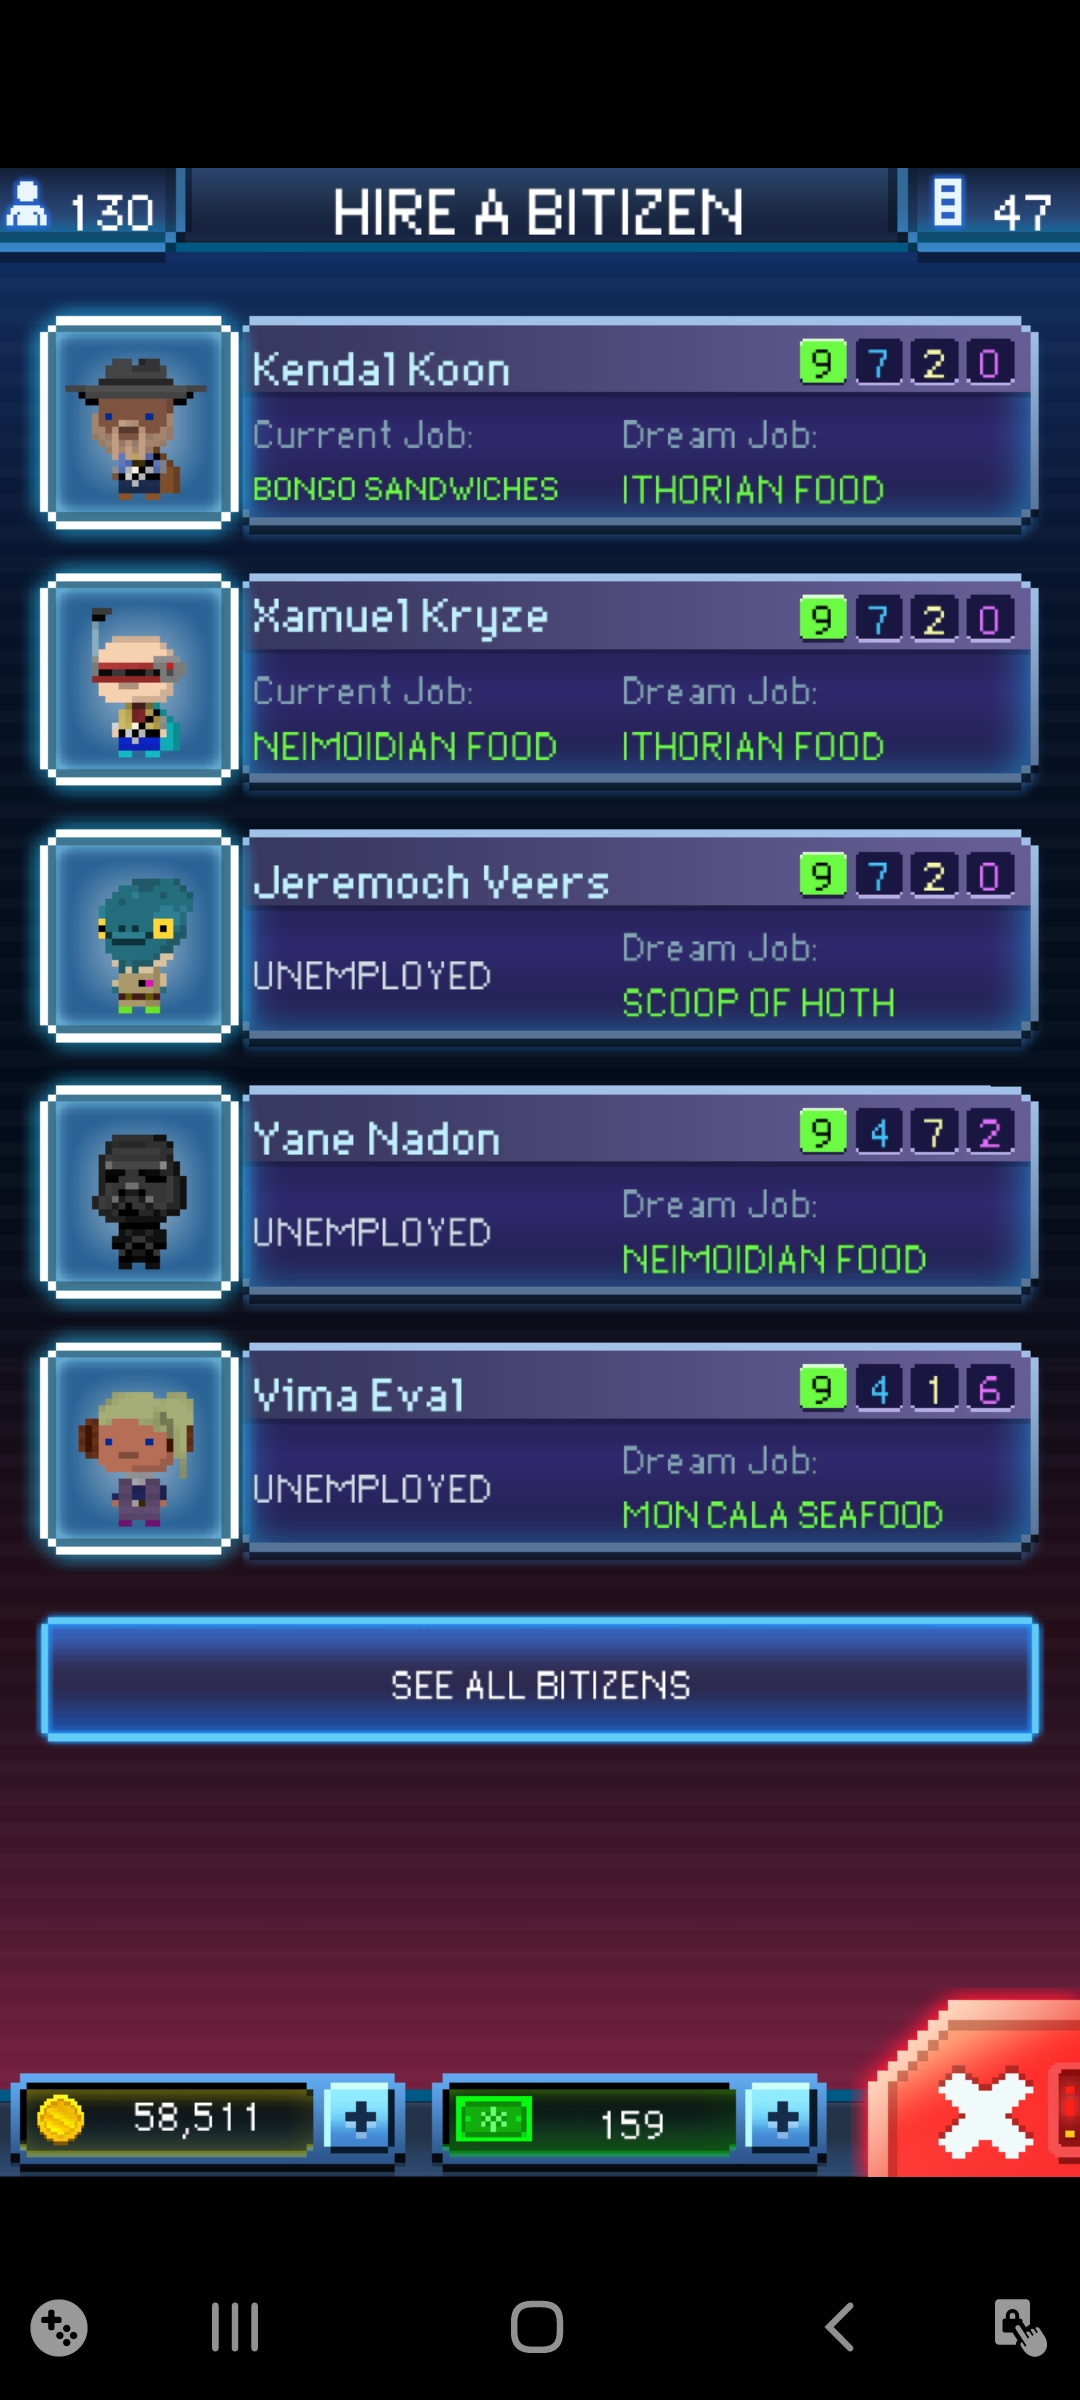 130 HIRE A BITIZEN 47
Kendal Koon 9 7 2 0
Current Job: Dream Job:
BONGO SANDWICHES ITHORIAN FOOD
Xamuel Kryze 9 7 2 0
Current Job: Dream Job:
NEIMOIDIAN FOOD ITHORIAN FOOD
Jeremoch Veers 9 7 2 0
Dream Job:
UNEMPLOYED
SCOOP OF HOTH
Yane Nadon 9 4 7 2
Dream Job:
UNEMPLOYED
NEIMOIDIAN FOOD
Vima Eval 9 4 1 6
Dream Job:
UNEMPLOYED
MON CALA SEAFOOD
SEE ALL BITIZENS
58,511 159